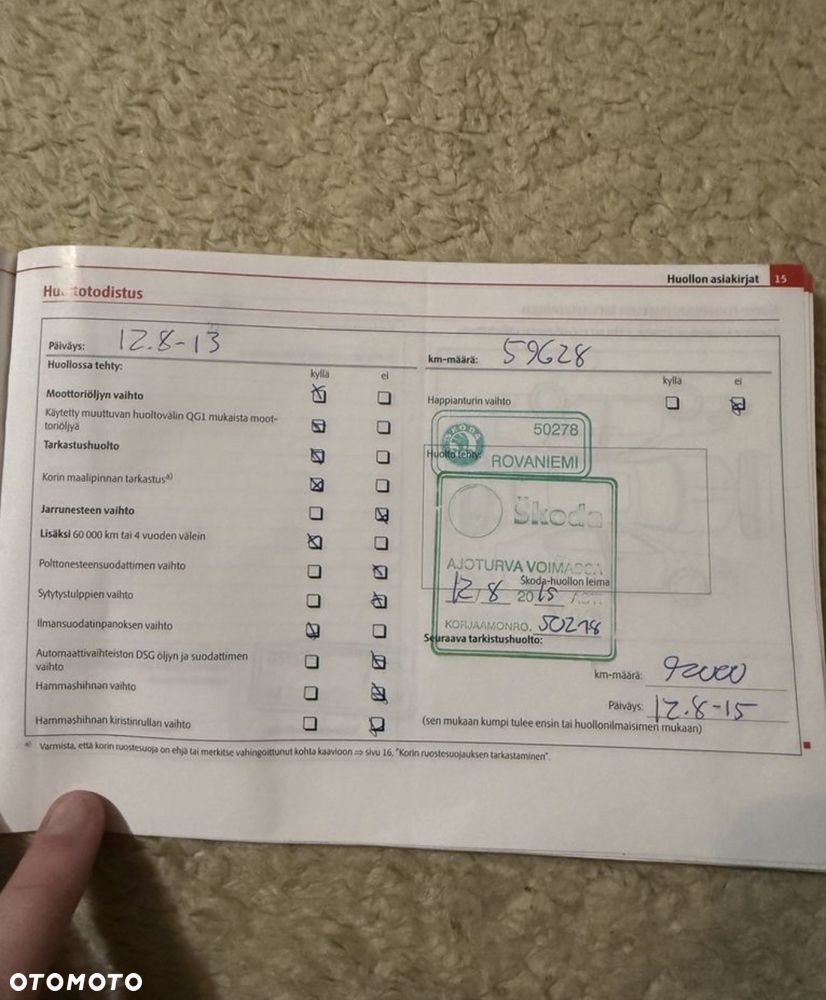 Huollon asiakirjat 15
Huoltotodistus
Päiväys: 12.8-13
km-määrä: 59628
Huollossa tehty:
kyllä ei
kyllä ei
Moottoriöljyn vaihto
Happianturin vaihto
Käytetty muuttuvan huoltovälin QG1 mukaista moot-
toriöljyä
Tarkastushuolto
Korin maalipinnan tarkastusa)
Jarrunesteen vaihto
Lisäksi 60 000 km tai 4 vuoden välein
Polttonesteensuodattimen vaihto
Sytytystulppien vaihto
Ilmansuodatinpanoksen vaihto
Automaattivaihteiston DSG öljyn ja suodattimen
vaihto
Hammashihnan vaihto
Hammashihnan kiristinrullan vaihto
Huolto tehty:
SKODA
50278
ROVANIEMI
Škoda
AJOTURVA VOIMASSA
Škoda-huollon leima
12/8 2015 ASTI
KORJAAMONRO. 50278
Seuraava tarkistushuolto:
km-määrä: 92000
Päiväys: 12.8-15
(sen mukaan kumpi tulee ensin tai huollonilmaisimen mukaan)
a) Varmista, että korin ruostesuoja on ehjä tai merkitse vahingoittunut kohta kaavioon ⇒ sivu 16, "Korin ruostesuojauksen tarkastaminen".
OTOMOTO